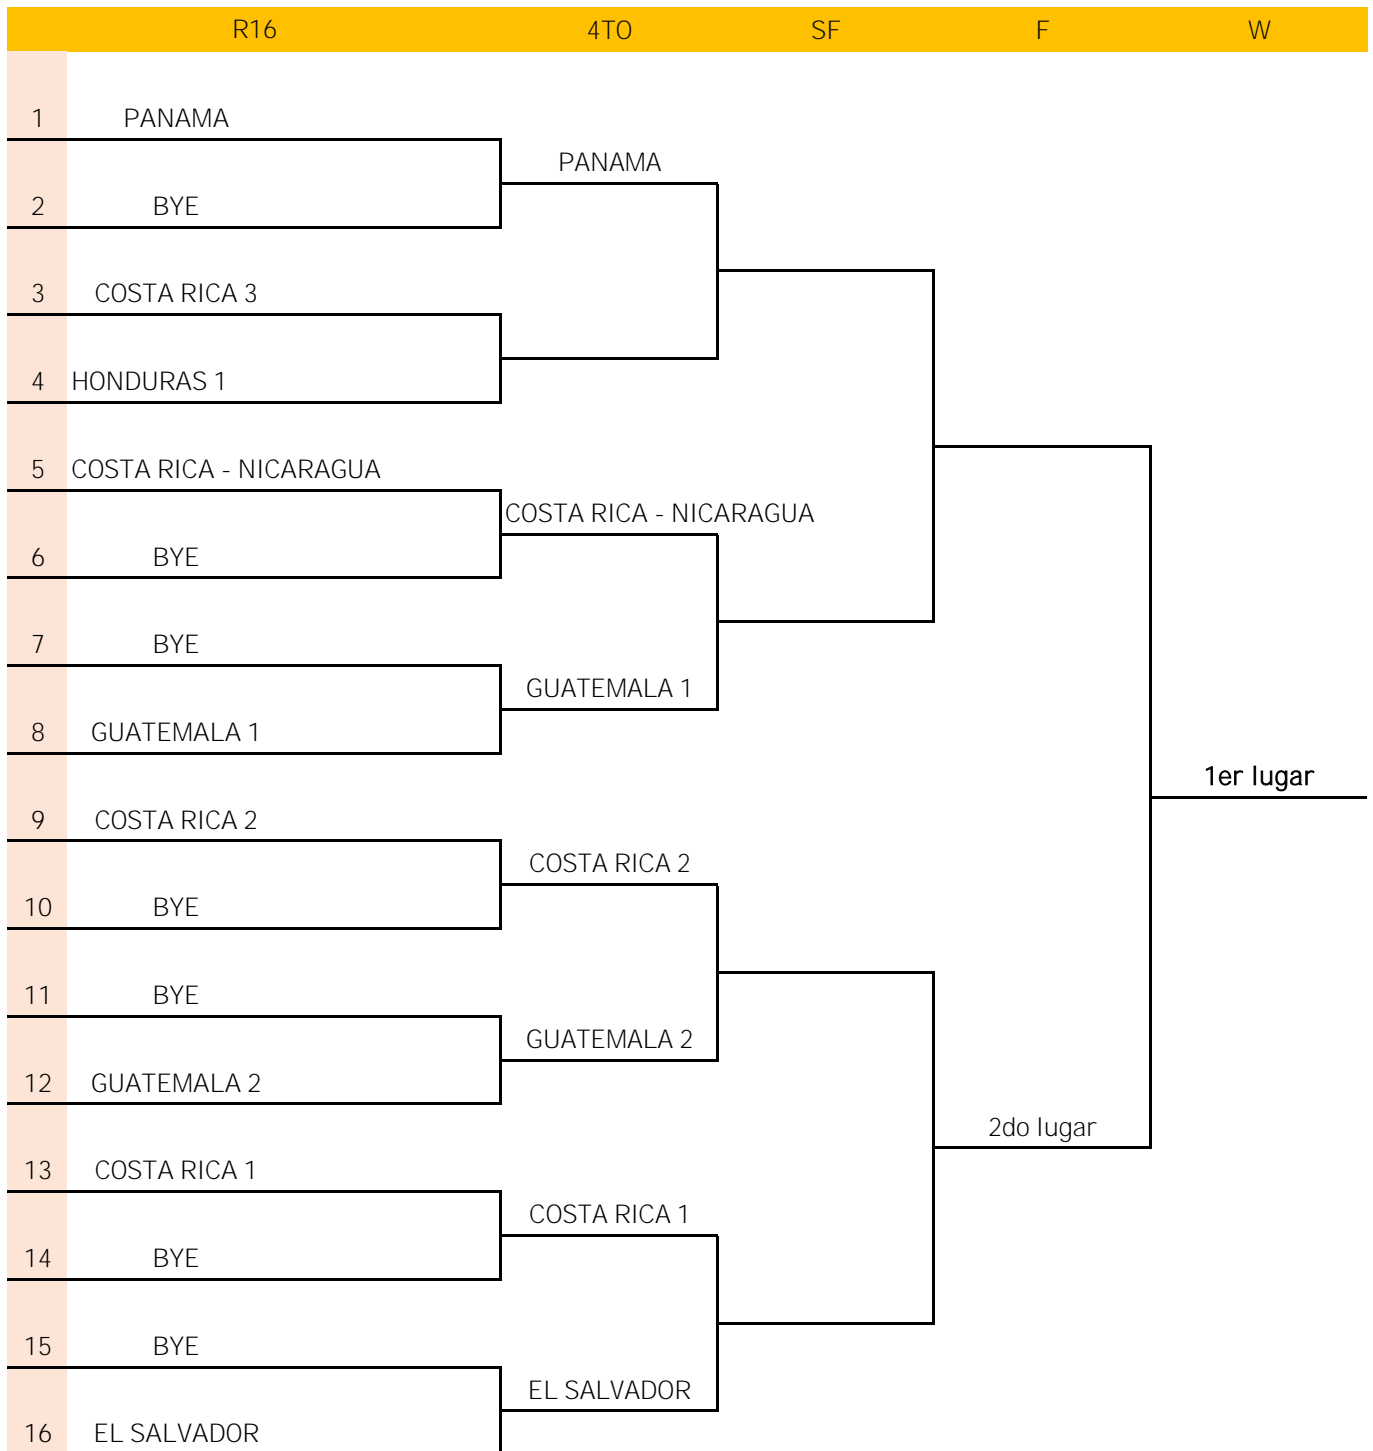 R16 4TO SF F W
1 PANAMA
PANAMA
2 BYE
3 COSTA RICA 3
4 HONDURAS 1
5 COSTA RICA - NICARAGUA
COSTA RICA - NICARAGUA
6 BYE
7 BYE
GUATEMALA 1
8 GUATEMALA 1
1er lugar
9 COSTA RICA 2
COSTA RICA 2
10 BYE
11 BYE
GUATEMALA 2
12 GUATEMALA 2
2do lugar
13 COSTA RICA 1
COSTA RICA 1
14 BYE
15 BYE
EL SALVADOR
16 EL SALVADOR